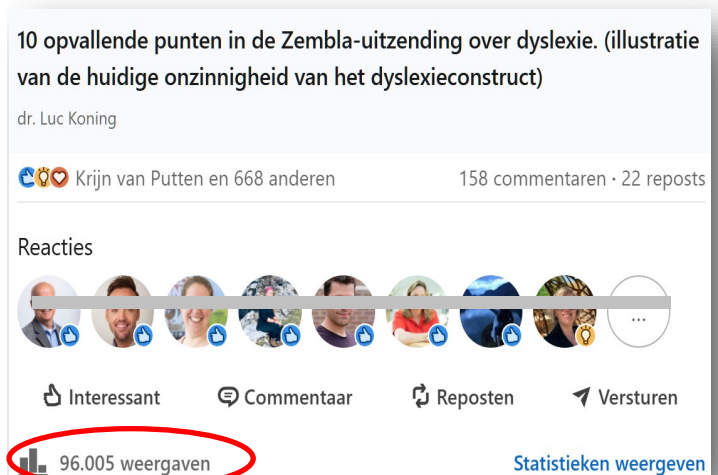 10 opvallende punten in de Zembla-uitzending over dyslexie. (illustratie
van de huidige onzinnigheid van het dyslexieconstruct)
dr. Luc Koning
Krijn van Putten en 668 anderen 158 commentaren · 22 reposts
Reacties
...
Interessant Commentaar Reposten Versturen
96.005 weergaven Statistieken weergeven